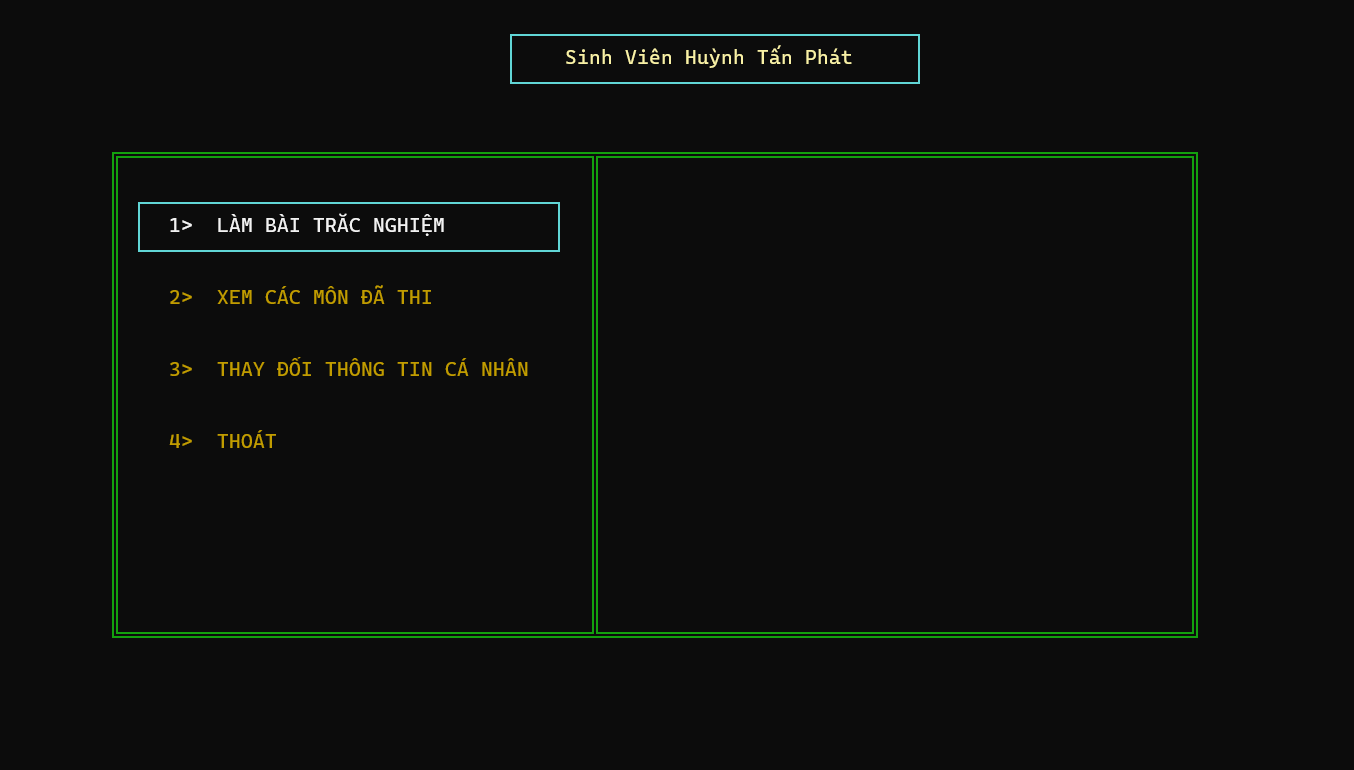 Sinh Viên Huỳnh Tấn Phát
1> LÀM BÀI TRẮC NGHIỆM
2> XEM CÁC MÔN ĐÃ THI
3> THAY ĐỔI THÔNG TIN CÁ NHÂN
4> THOÁT